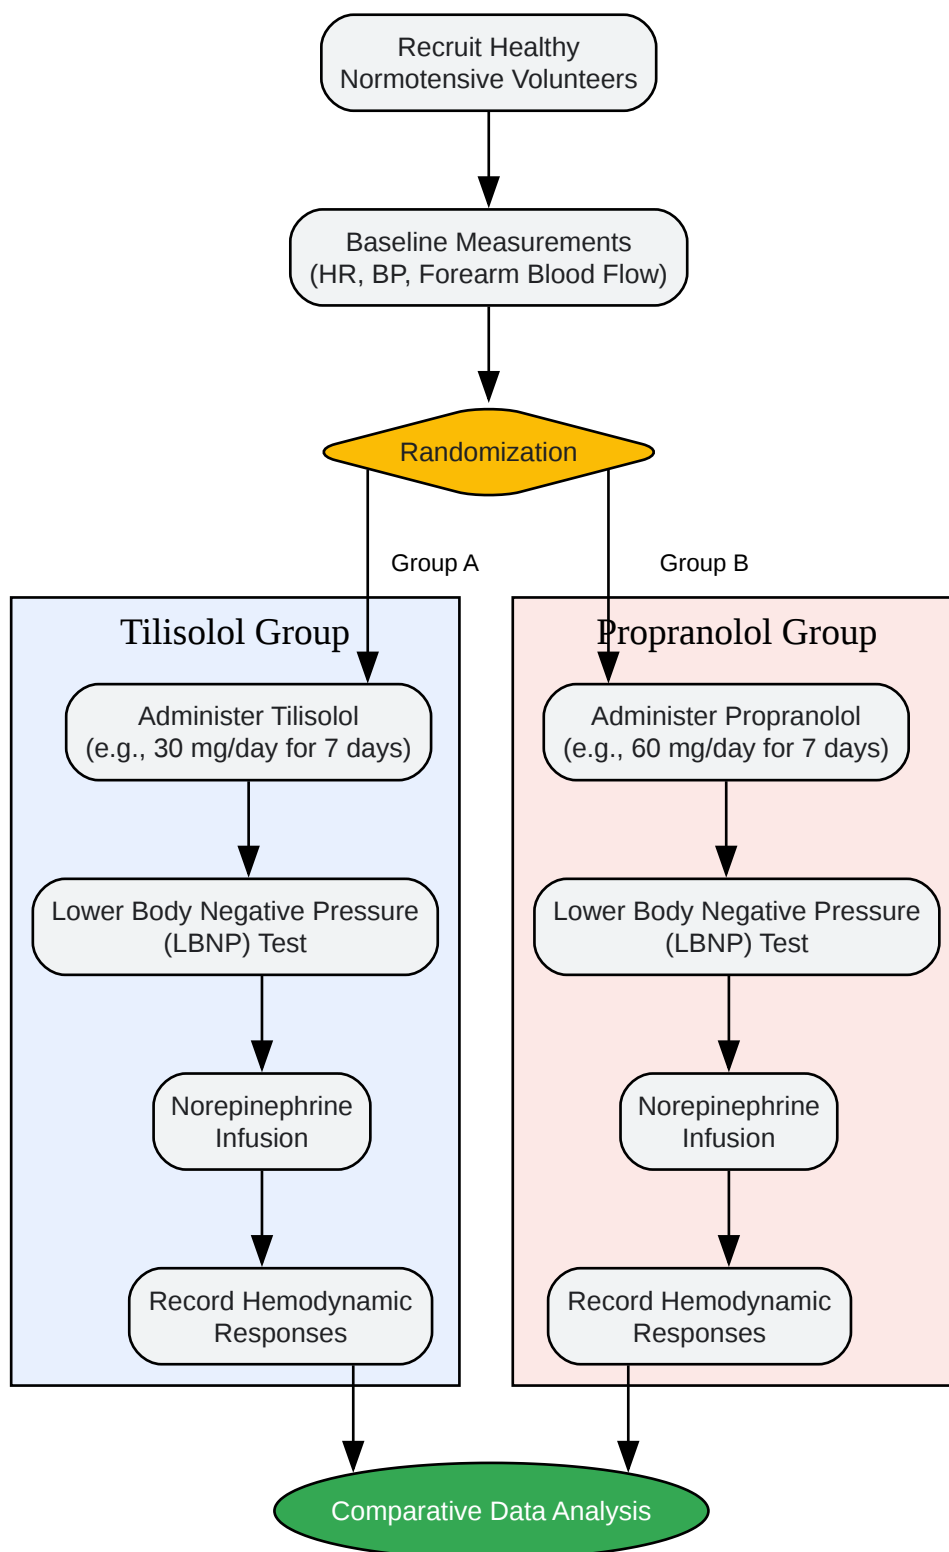 Recruit Healthy
Normotensive Volunteers
Baseline Measurements
(HR, BP, Forearm Blood Flow)
Randomization
Group A
Group B
Tilisolol Group
Administer Tilisolol
(e.g., 30 mg/day for 7 days)
Lower Body Negative Pressure
(LBNP) Test
Norepinephrine
Infusion
Record Hemodynamic
Responses
Propranolol Group
Administer Propranolol
(e.g., 60 mg/day for 7 days)
Lower Body Negative Pressure
(LBNP) Test
Norepinephrine
Infusion
Record Hemodynamic
Responses
Comparative Data Analysis